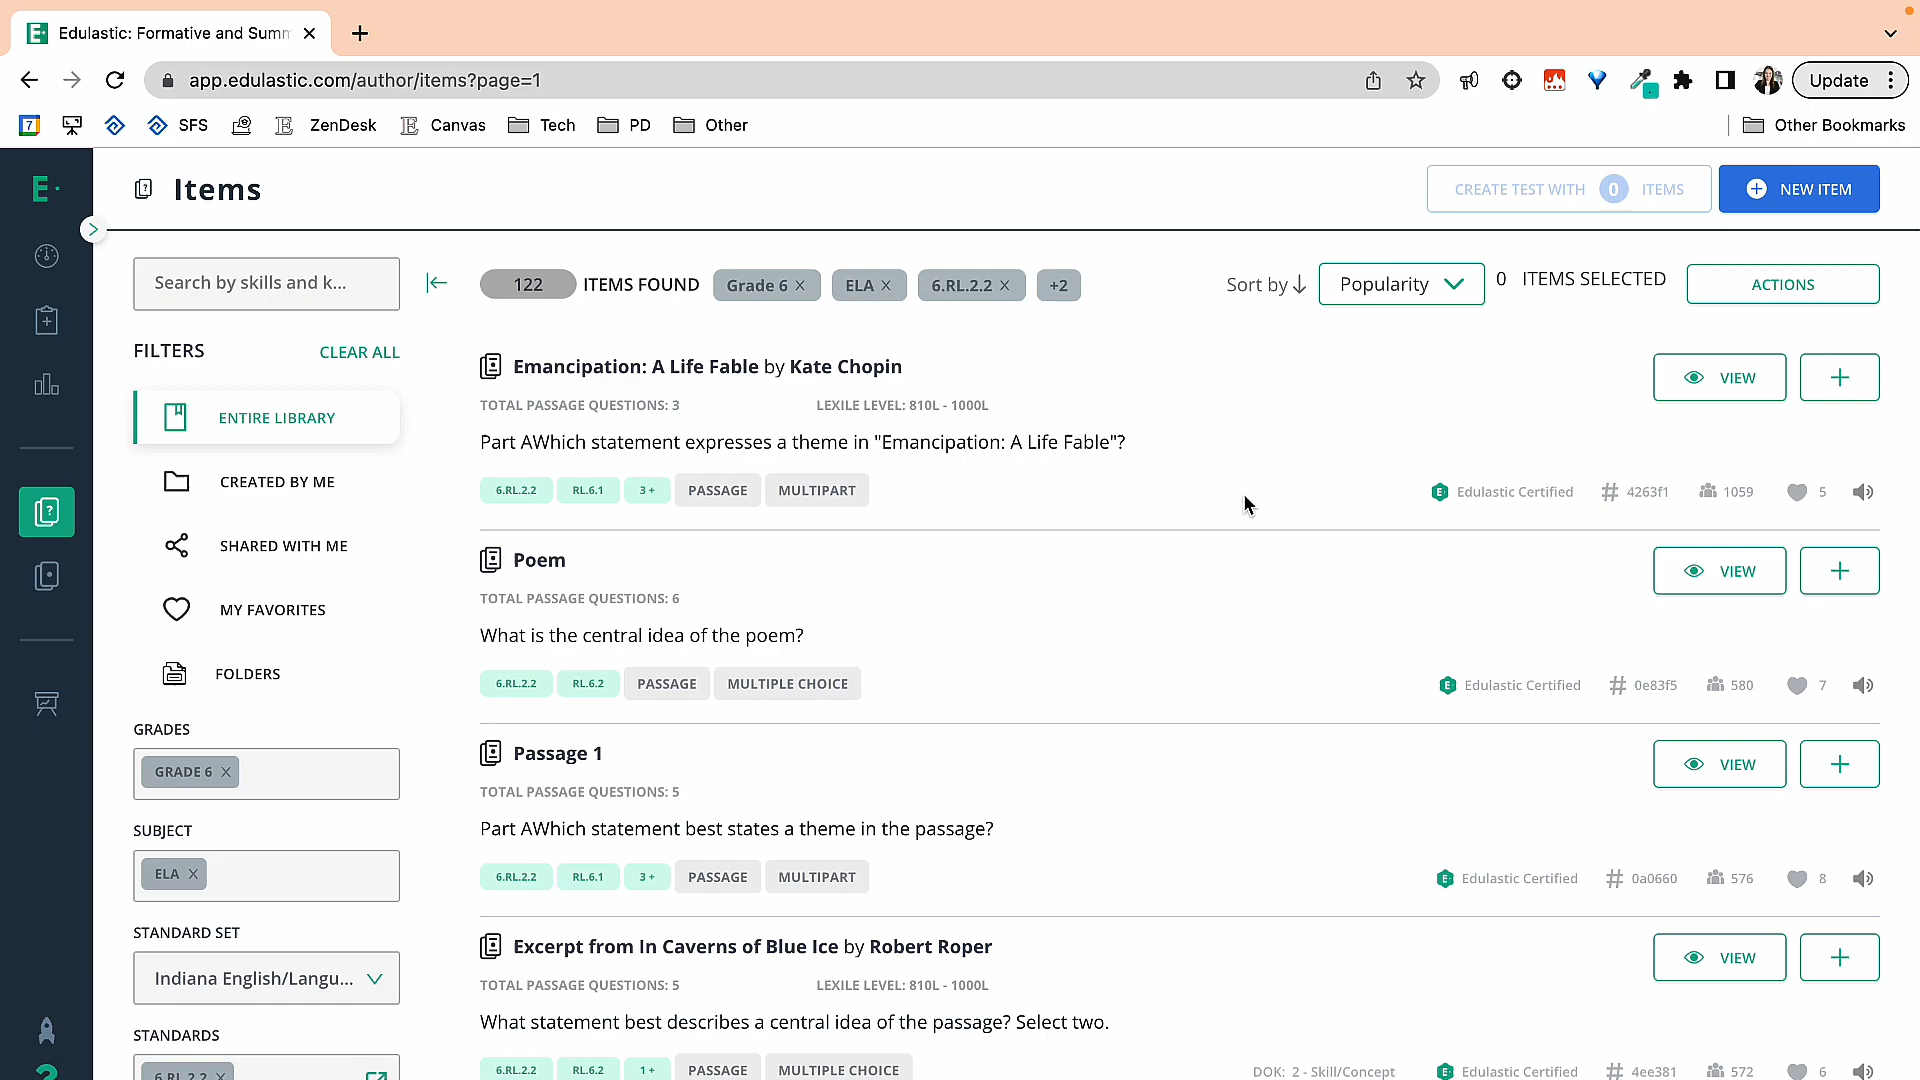 Edulastic: Formative and Summ
app.edulastic.com/author/items?page=1
Update
7
SFS
ZenDesk
Canvas
Tech
PD
Other
Other Bookmarks
E
Items
CREATE TEST WITH 0 ITEMS
NEW ITEM
Search by skills and k...
122 ITEMS FOUND
Grade 6
ELA
6.RL.2.2
+2
Sort by
Popularity
0 ITEMS SELECTED
ACTIONS
FILTERS
CLEAR ALL
ENTIRE LIBRARY
CREATED BY ME
SHARED WITH ME
MY FAVORITES
FOLDERS
GRADES
GRADE 6
SUBJECT
ELA
STANDARD SET
Indiana English/Langu...
STANDARDS
6.RL.2.2
Emancipation: A Life Fable by Kate Chopin
VIEW
TOTAL PASSAGE QUESTIONS: 3
LEXILE LEVEL: 810L - 1000L
Part AWhich statement expresses a theme in "Emancipation: A Life Fable"?
6.RL.2.2 RL.6.1 3 + PASSAGE MULTIPART
Edulastic Certified # 4263f1 1059 5
Poem
VIEW
TOTAL PASSAGE QUESTIONS: 6
What is the central idea of the poem?
6.RL.2.2 RL.6.2 PASSAGE MULTIPLE CHOICE
Edulastic Certified # 0e83f5 580 7
Passage 1
VIEW
TOTAL PASSAGE QUESTIONS: 5
Part AWhich statement best states a theme in the passage?
6.RL.2.2 RL.6.1 3 + PASSAGE MULTIPART
Edulastic Certified # 0a0660 576 8
Excerpt from In Caverns of Blue Ice by Robert Roper
VIEW
TOTAL PASSAGE QUESTIONS: 5
LEXILE LEVEL: 810L - 1000L
What statement best describes a central idea of the passage? Select two.
6.RL.2.2 RL.6.2 1 + PASSAGE MULTIPLE CHOICE
DOK: 2 - Skill/Concept Edulastic Certified # 4ee381 572 6